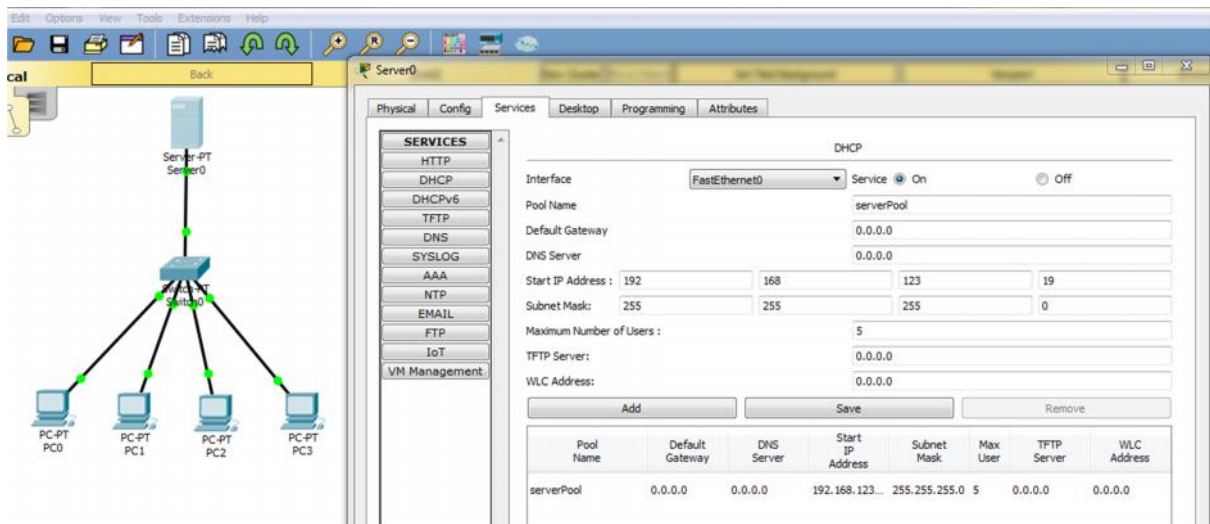 Edit Options View Tools Extensions Help
cal
Back
Server-PT
Server0
Switch-PT
Switch0
PC-PT
PC0
PC-PT
PC1
PC-PT
PC2
PC-PT
PC3
Server0
Physical Config Services Desktop Programming Attributes
SERVICES
HTTP
DHCP
DHCPv6
TFTP
DNS
SYSLOG
AAA
NTP
EMAIL
FTP
IoT
VM Management
DHCP
Interface FastEthernet0 Service On Off
Pool Name serverPool
Default Gateway 0.0.0.0
DNS Server 0.0.0.0
Start IP Address : 192 168 123 19
Subnet Mask: 255 255 255 0
Maximum Number of Users : 5
TFTP Server: 0.0.0.0
WLC Address: 0.0.0.0
Add Save Remove
Pool Name Default Gateway DNS Server Start IP Address Subnet Mask Max User TFTP Server WLC Address
serverPool 0.0.0.0 0.0.0.0 192.168.123... 255.255.255.0 5 0.0.0.0 0.0.0.0